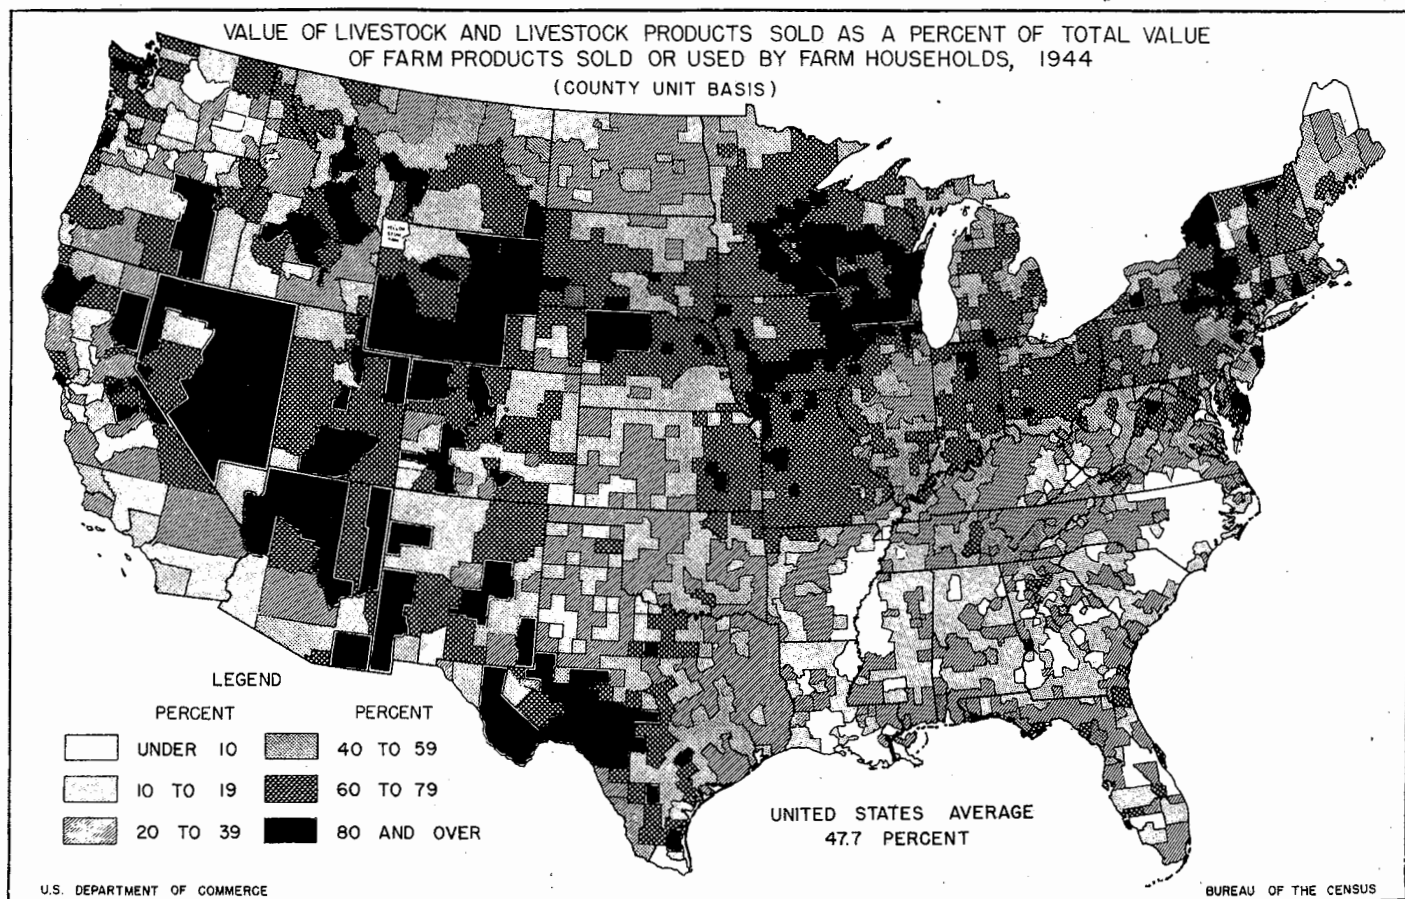 VALUE OF LIVESTOCK AND LIVESTOCK PRODUCTS SOLD AS A PERCENT OF TOTAL VALUE
OF FARM PRODUCTS SOLD OR USED BY FARM HOUSEHOLDS, 1944
(COUNTY UNIT BASIS)
LEGEND
PERCENT PERCENT
UNDER 10 40 TO 59
10 TO 19 60 TO 79
20 TO 39 80 AND OVER
UNITED STATES AVERAGE
47.7 PERCENT
U.S. DEPARTMENT OF COMMERCE BUREAU OF THE CENSUS